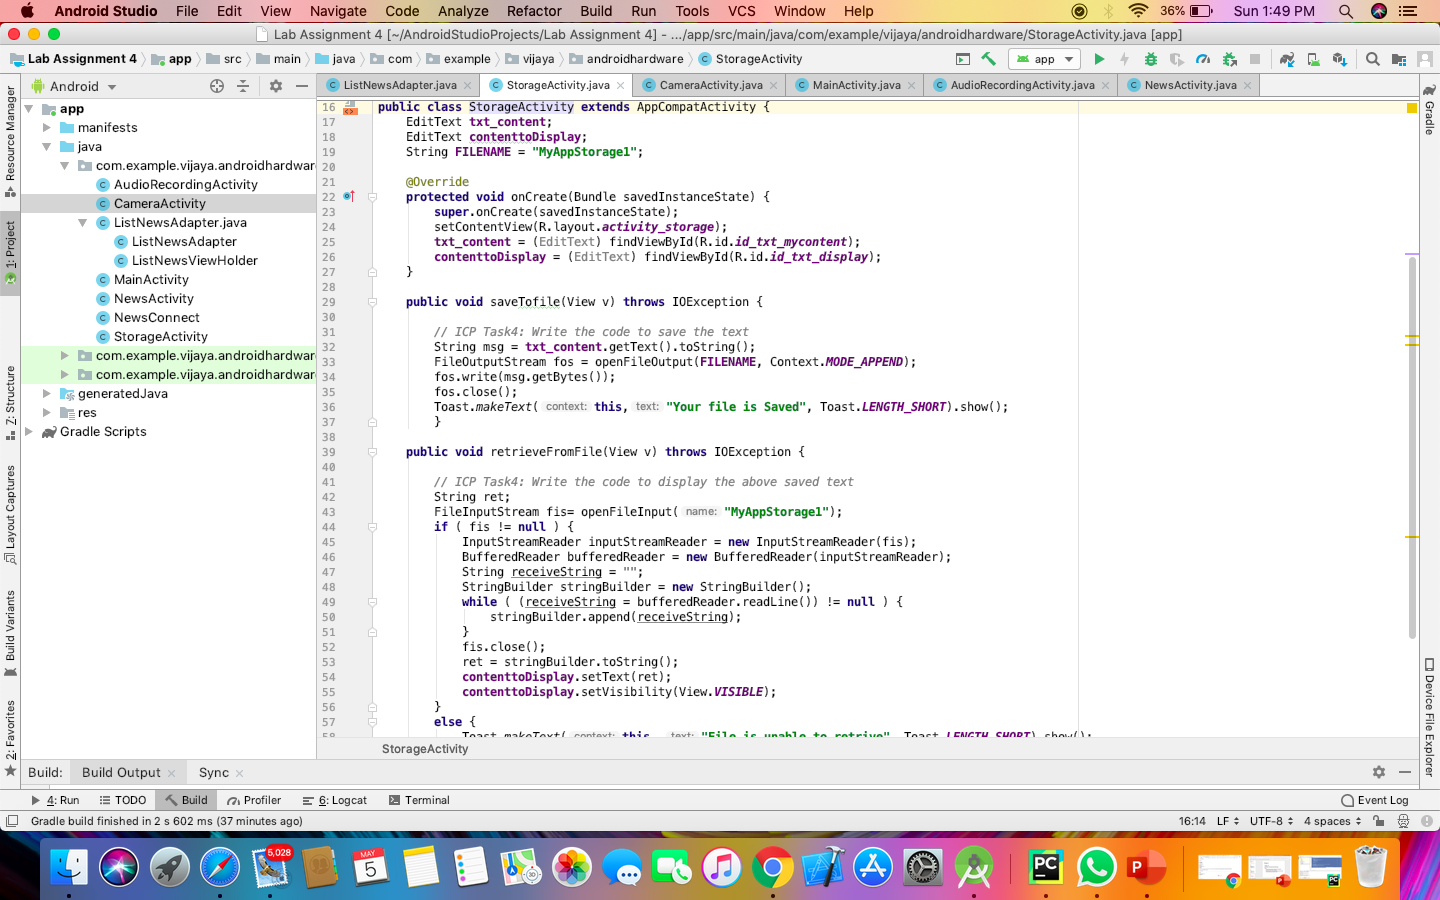 Android Studio File Edit View Navigate Code Analyze Refactor Build Run Tools VCS Window Help 36% Sun 1:49 PM
Lab Assignment 4 [~/AndroidStudioProjects/Lab Assignment 4] - .../app/src/main/java/com/example/vijaya/androidhardware/StorageActivity.java [app]
Lab Assignment 4 app src main java com example vijaya androidhardware StorageActivity app
Android
ListNewsAdapter.java StorageActivity.java CameraActivity.java MainActivity.java AudioRecordingActivity.java NewsActivity.java
Resource Manager
1: Project
Z: Structure
Layout Captures
Build Variants
2: Favorites
app
manifests
java
com.example.vijaya.androidhardwar
AudioRecordingActivity
CameraActivity
ListNewsAdapter.java
ListNewsAdapter
ListNewsViewHolder
MainActivity
NewsActivity
NewsConnect
StorageActivity
com.example.vijaya.androidhardwar
com.example.vijaya.androidhardwar
generatedJava
res
Gradle Scripts
16 public class StorageActivity extends AppCompatActivity {
17 EditText txt_content;
18 EditText contenttoDisplay;
19 String FILENAME = "MyAppStorage1";
20
21 @Override
22 protected void onCreate(Bundle savedInstanceState) {
23 super.onCreate(savedInstanceState);
24 setContentView(R.layout.activity_storage);
25 txt_content = (EditText) findViewById(R.id.id_txt_mycontent);
26 contenttoDisplay = (EditText) findViewById(R.id.id_txt_display);
27 }
28
29 public void saveTofile(View v) throws IOException {
30
31 // ICP Task4: Write the code to save the text
32 String msg = txt_content.getText().toString();
33 FileOutputStream fos = openFileOutput(FILENAME, Context.MODE_APPEND);
34 fos.write(msg.getBytes());
35 fos.close();
36 Toast.makeText( context: this, text: "Your file is Saved", Toast.LENGTH_SHORT).show();
37 }
38
39 public void retrieveFromFile(View v) throws IOException {
40
41 // ICP Task4: Write the code to display the above saved text
42 String ret;
43 FileInputStream fis= openFileInput( name: "MyAppStorage1");
44 if ( fis != null ) {
45 InputStreamReader inputStreamReader = new InputStreamReader(fis);
46 BufferedReader bufferedReader = new BufferedReader(inputStreamReader);
47 String receiveString = "";
48 StringBuilder stringBuilder = new StringBuilder();
49 while ( (receiveString = bufferedReader.readLine()) != null ) {
50 stringBuilder.append(receiveString);
51 }
52 fis.close();
53 ret = stringBuilder.toString();
54 contenttoDisplay.setText(ret);
55 contenttoDisplay.setVisibility(View.VISIBLE);
56 }
57 else {
58 Toast.makeText( context: this, text: "File is unable to retrive", Toast.LENGTH_SHORT).show();
StorageActivity
Gradle
Device File Explorer
Build: Build Output Sync
4: Run TODO Build Profiler 6: Logcat Terminal Event Log
Gradle build finished in 2 s 602 ms (37 minutes ago) 16:14 LF UTF-8 4 spaces
5,028
MAY
5
PC
P